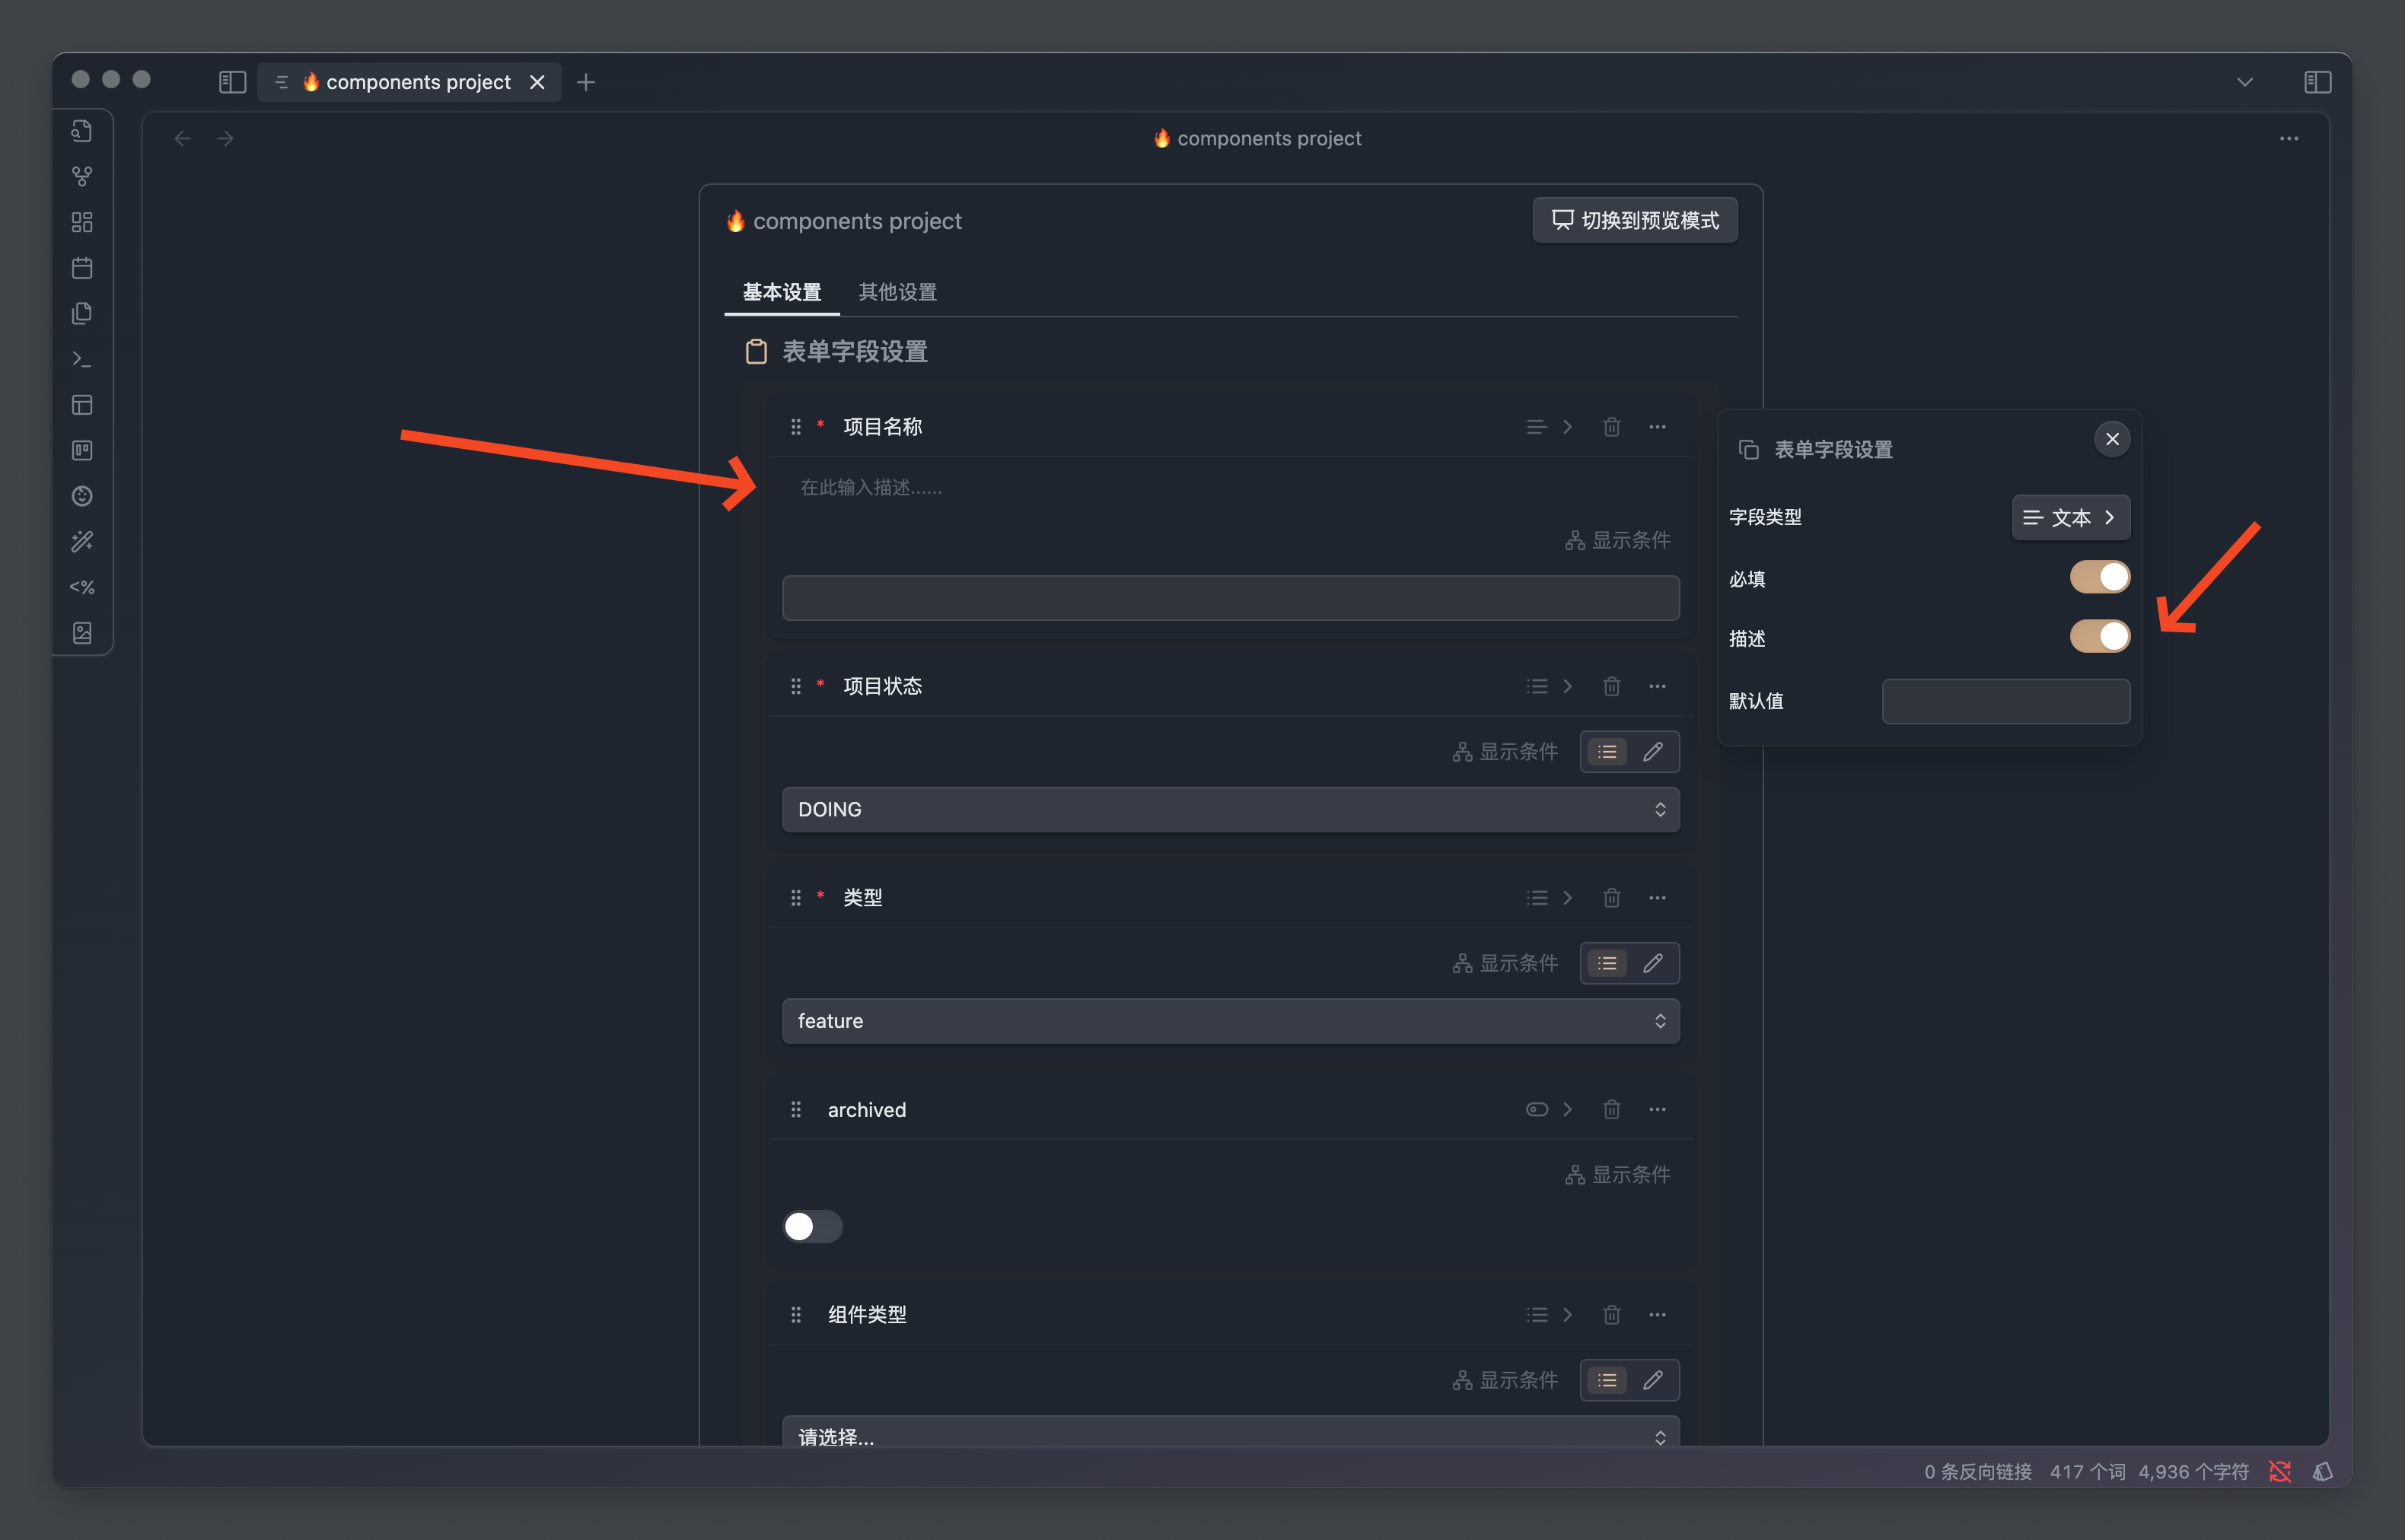 🔥 components project
🔥 components project
🔥 components project
切换到预览模式
基本设置 其他设置
表单字段设置
* 项目名称
在此输入描述......
显示条件
* 项目状态
显示条件
DOING
* 类型
显示条件
feature
archived
显示条件
组件类型
显示条件
请选择...
表单字段设置
字段类型 文本
必填
描述
默认值
<%
0 条反向链接 417 个词 4,936 个字符